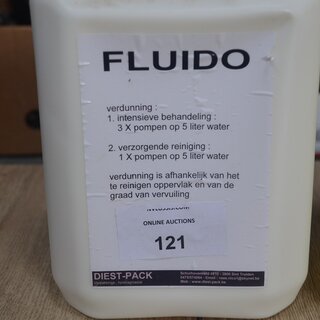 FLUIDO
verdunning :
1. intensieve behandeling :
3 X pompen op 5 liter water
2. verzorgende reiniging :
1 X pompen op 5 liter water
verdunning is afhankelijk van het
te reinigen oppervlak en van de
graad van vervuiling
ONLINE AUCTIONS
121
DIEST-PACK